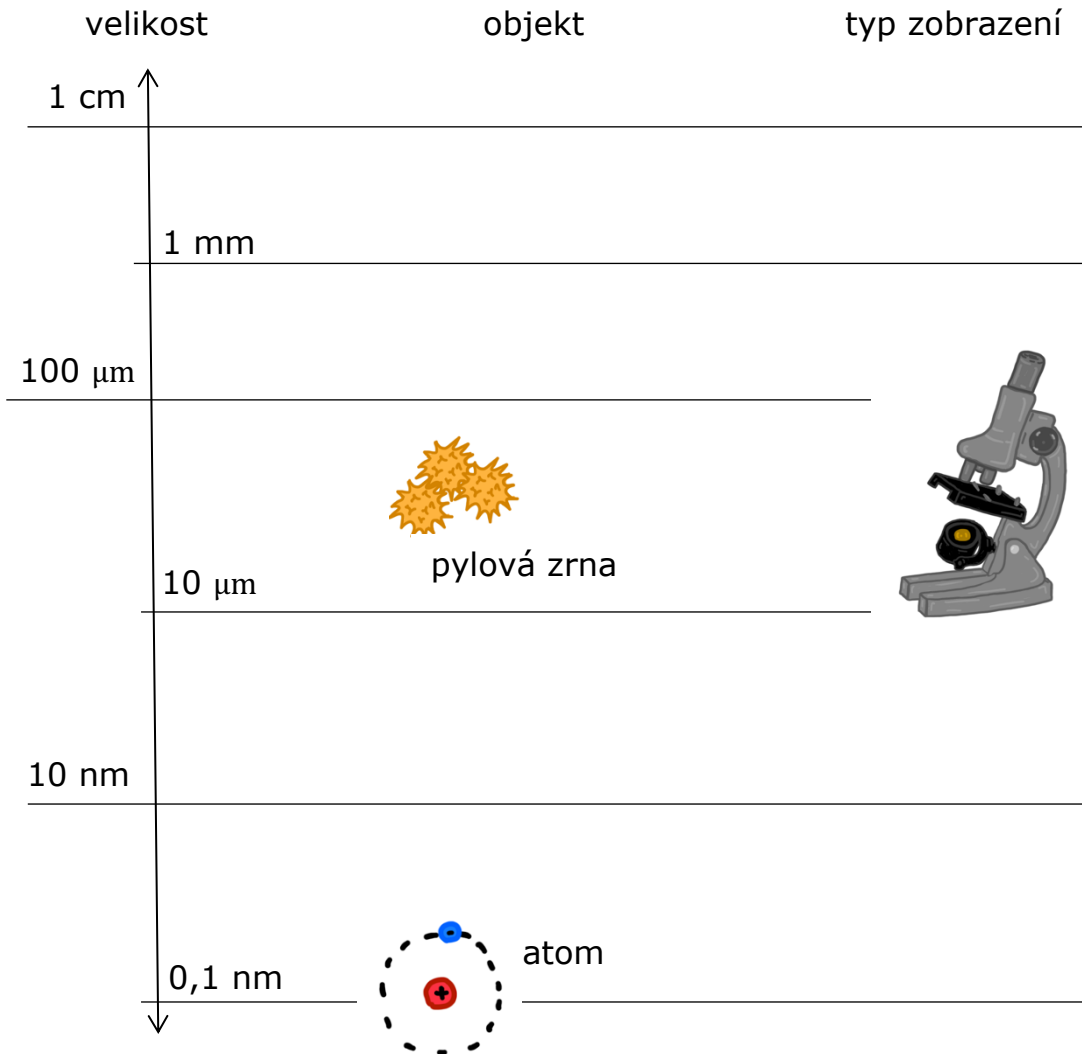 velikost objekt typ zobrazení
1 cm
1 mm
100 μm
pylová zrna
10 μm
10 nm
atom
0,1 nm